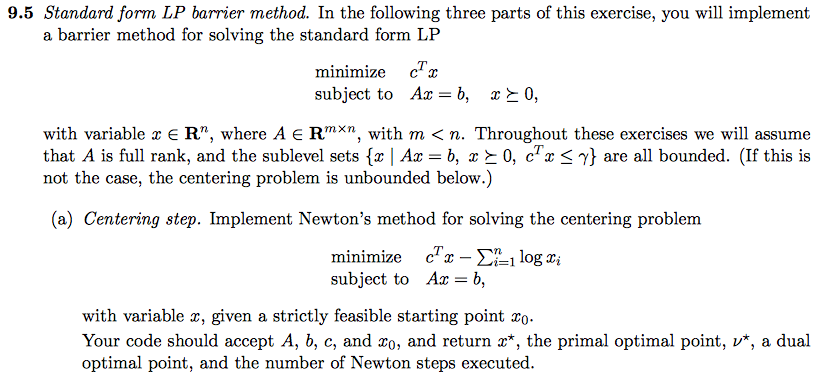 9.5 Standard form LP barrier method. In the following three parts of this exercise, you will implement
a barrier method for solving the standard form LP
minimize c^T x
subject to Ax = b, x ⪰ 0,
with variable x ∈ R^n, where A ∈ R^{m×n}, with m < n. Throughout these exercises we will assume
that A is full rank, and the sublevel sets {x | Ax = b, x ⪰ 0, c^T x ≤ γ} are all bounded. (If this is
not the case, the centering problem is unbounded below.)
(a) Centering step. Implement Newton's method for solving the centering problem
minimize c^T x − ∑_{i=1}^n log x_i
subject to Ax = b,
with variable x, given a strictly feasible starting point x_0.
Your code should accept A, b, c, and x_0, and return x^⋆, the primal optimal point, ν^⋆, a dual
optimal point, and the number of Newton steps executed.